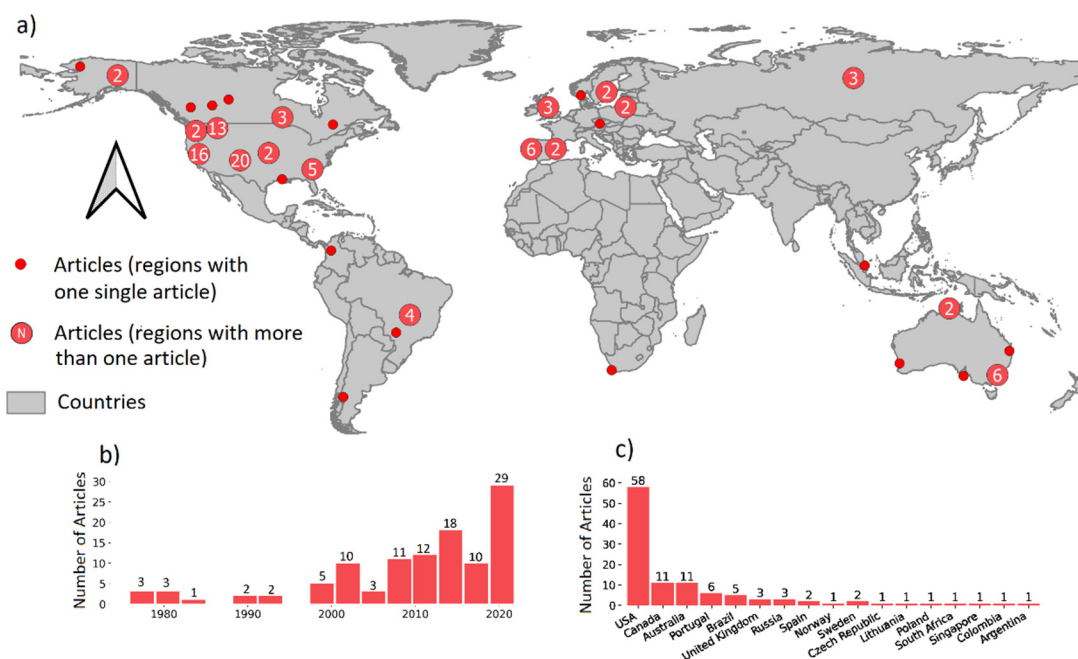 a)
2
3
2
2
3
3
2
13
16
20
2
5
6
2
Articles (regions with
one single article)
N
Articles (regions with more
than one article)
Countries
4
2
6
b)
Number of Articles
30
25
20
15
10
5
0
3
3
1
2
2
5
10
3
11
12
18
10
29
1980
1990
2000
2010
2020
c)
Number of Articles
60
50
40
30
20
10
0
58
11
11
6
5
3
3
2
1
2
1
1
1
1
1
1
1
USA
Canada
Australia
Portugal
Brazil
United Kingdom
Russia
Spain
Norway
Sweden
Czech Republic
Lithuania
Poland
South Africa
Singapore
Colombia
Argentina